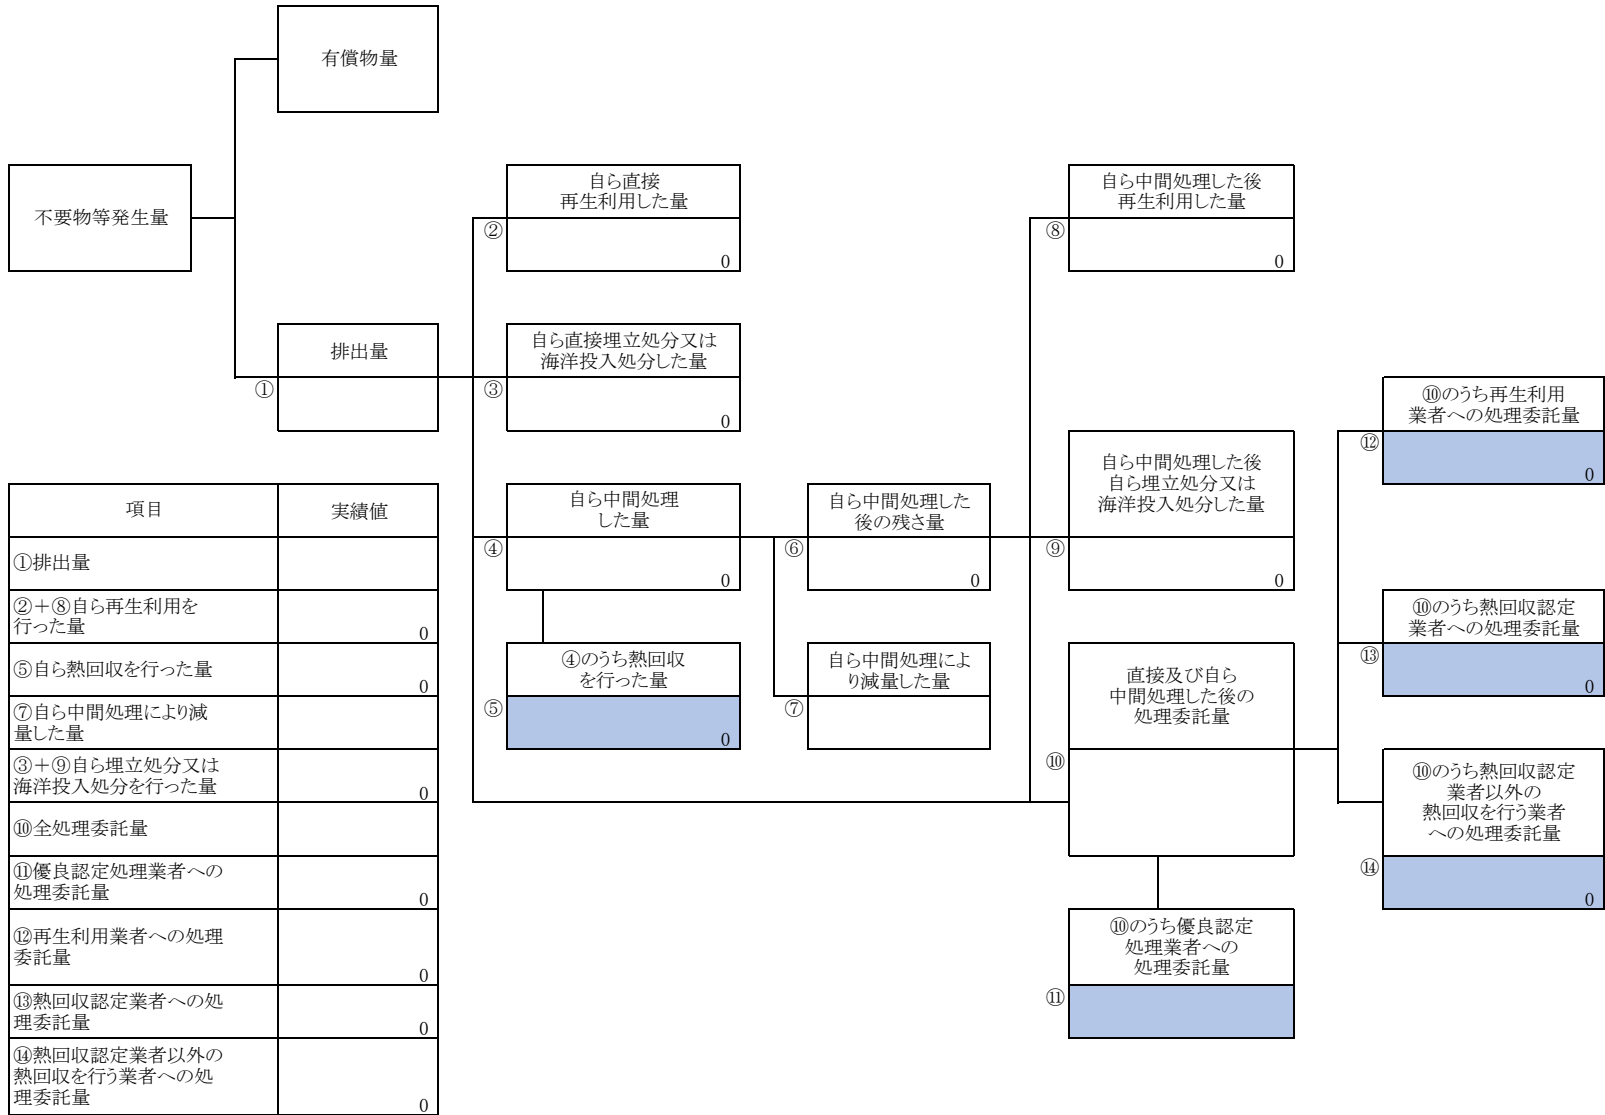 有償物量
不要物等発生量
排出量
①
自ら直接
再生利用した量
②
0
自ら直接埋立処分又は
海洋投入処分した量
③
0
自ら中間処理
した量
④
0
④のうち熱回収
を行った量
⑤
0
自ら中間処理した
後の残さ量
⑥
0
自ら中間処理によ
り減量した量
⑦
自ら中間処理した後
再生利用した量
⑧
0
自ら中間処理した後
自ら埋立処分又は
海洋投入処分した量
⑨
0
直接及び自ら
中間処理した後の
処理委託量
⑩
⑩のうち優良認定
処理業者への
処理委託量
⑪
⑩のうち再生利用
業者への処理委託量
⑫
0
⑩のうち熱回収認定
業者への処理委託量
⑬
0
⑩のうち熱回収認定
業者以外の
熱回収を行う業者
への処理委託量
⑭
0
項目
実績値
①排出量
②＋⑧自ら再生利用を
行った量
0
⑤自ら熱回収を行った量
0
⑦自ら中間処理により減
量した量
③＋⑨自ら埋立処分又は
海洋投入処分を行った量
0
⑩全処理委託量
⑪優良認定処理業者への
処理委託量
0
⑫再生利用業者への処理
委託量
0
⑬熱回収認定業者への処
理委託量
0
⑭熱回収認定業者以外の
熱回収を行う業者への処
理委託量
0